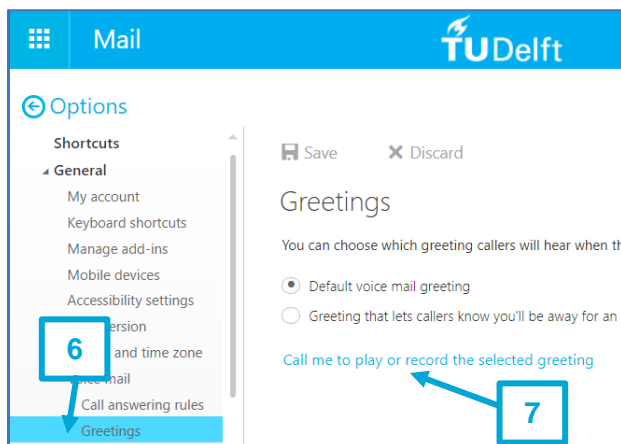 Mail
TUDelft
Options
Shortcuts
General
My account
Keyboard shortcuts
Manage add-ins
Mobile devices
Accessibility settings
and time zone
Call answering rules
Greetings
6
Save
Discard
Greetings
You can choose which greeting callers will hear when
Default voice mail greeting
Greeting that lets callers know you'll be away for an
Call me to play or record the selected greeting
7